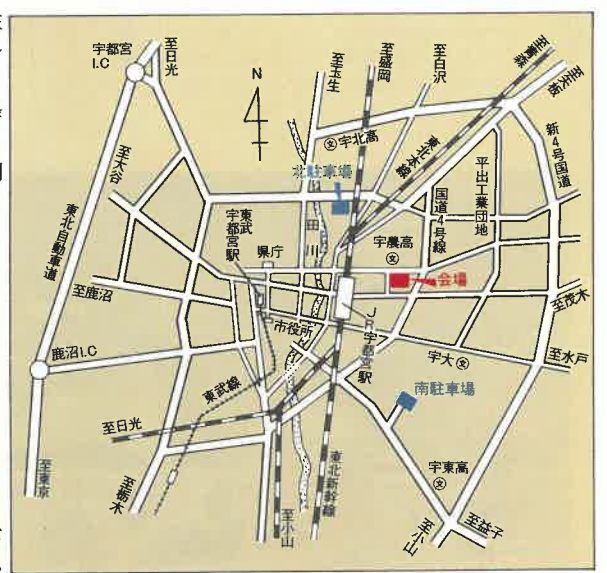 宇都宮
I.C
至日光
N
至玉生
至盛岡
至白沢
至青森
至矢板
新4号国道
宇北高
東北本線
平出工業団地
国道4号線
北駐車場
至大谷
東北自動車道
東武
宇都宮駅
県庁
田川
宇農高
会場
至鹿沼
至茂木
市役所
JR宇都宮駅
宇大
至水戸
鹿沼I.C
東武線
南駐車場
至日光
東北新幹線
宇東高
至東京
至栃木
至小山
至小山
至益子